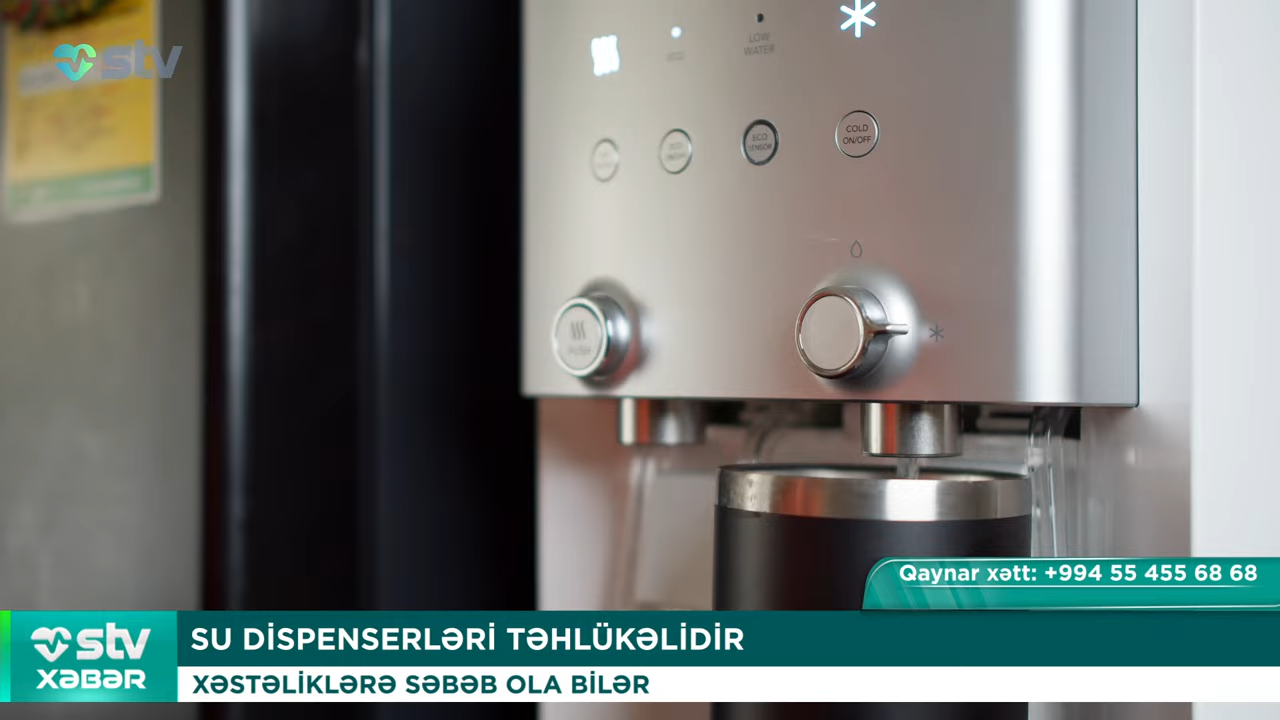 stv
LOW
WATER
ECO
SENSOR
COLD
ON/OFF
PUSH
Qaynar xətt: +994 55 455 68 68
stv
XƏBƏR
SU DİSPENSERLƏRİ TƏHLÜKƏLİDİR
XƏSTƏLİKLƏRƏ SƏBƏB OLA BİLƏR